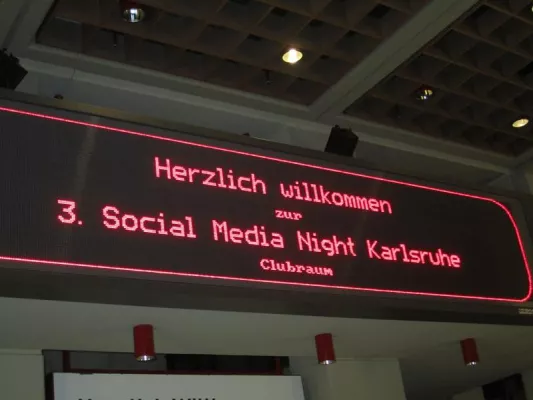 Herzlich willkommen
zur
3. Social Media Night Karlsruhe
Clubraum